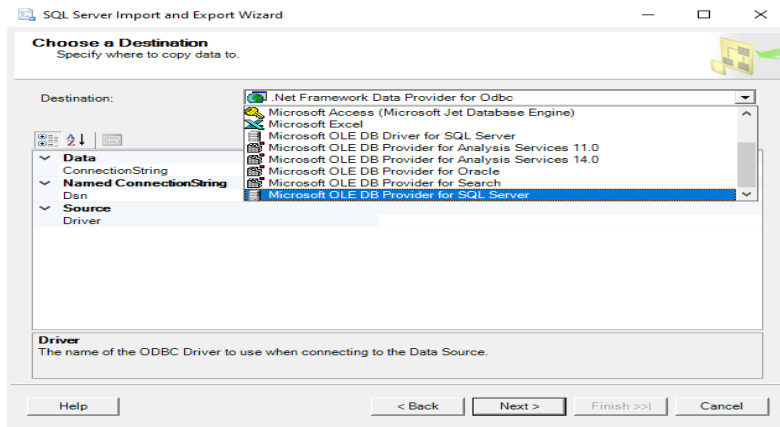 SQL Server Import and Export Wizard
Choose a Destination
Specify where to copy data to.
Destination:
.Net Framework Data Provider for Odbc
Microsoft Access (Microsoft Jet Database Engine)
Microsoft Excel
Microsoft OLE DB Driver for SQL Server
Microsoft OLE DB Provider for Analysis Services 11.0
Microsoft OLE DB Provider for Analysis Services 14.0
Microsoft OLE DB Provider for Oracle
Microsoft OLE DB Provider for Search
Microsoft OLE DB Provider for SQL Server
Data
ConnectionString
Named ConnectionString
Dsn
Source
Driver
Driver
The name of the ODBC Driver to use when connecting to the Data Source.
Help
< Back
Next >
Finish >>|
Cancel